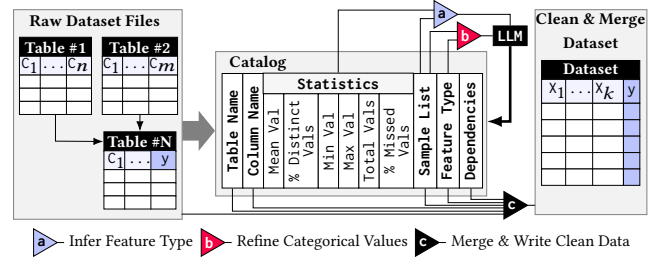 Raw Dataset Files
Table #1
C1 ... Cn
Table #2
C1 ... Cm
Table #N
C1 ... y
Catalog
Statistics
Table Name
Column Name
Mean Val
% Distinct
Vals
Min Val
Max Val
Total Vals
% Missed
Vals
Sample List
Feature Type
Dependencies
a
b
LLM
c
Clean & Merge
Dataset
Dataset
X1 ... Xk y
a Infer Feature Type
b Refine Categorical Values
c Merge & Write Clean Data